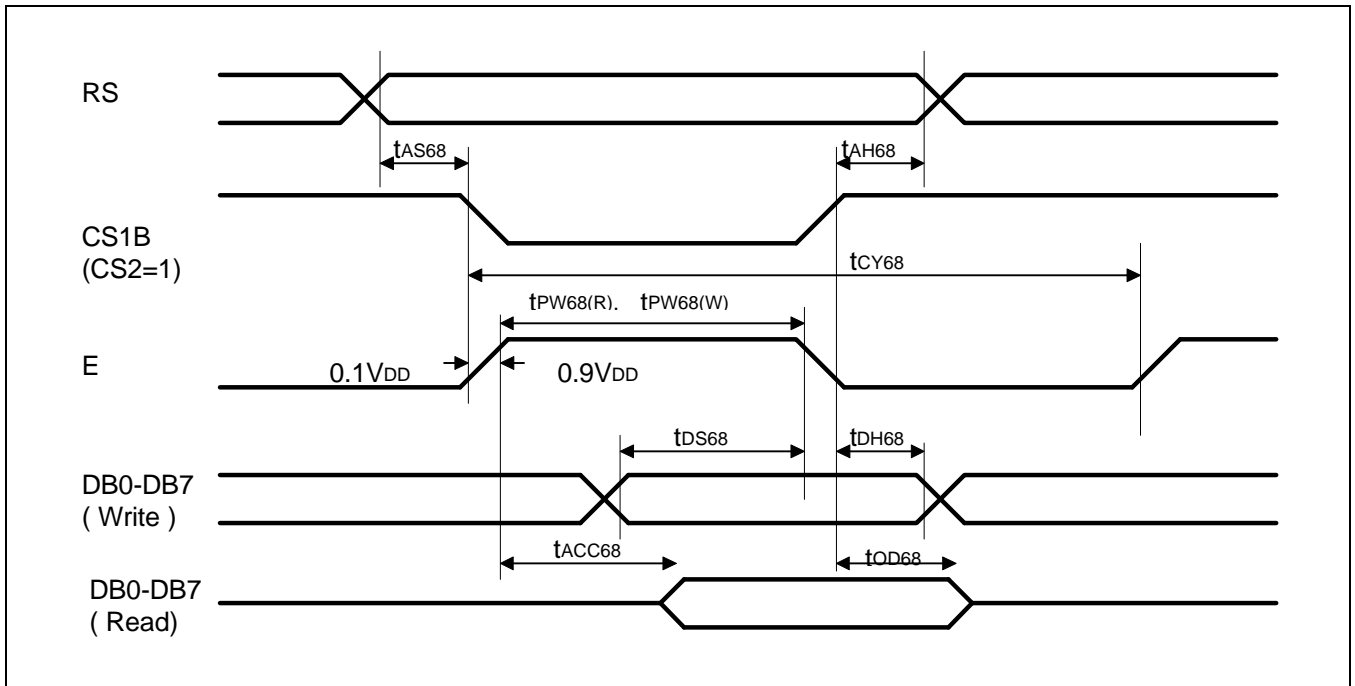 RS
tAS68
tAH68
CS1B
(CS2=1)
tCY68
tPW68(R), tPW68(W)
E
0.1VDD
0.9VDD
tDS68
tDH68
DB0-DB7
( Write )
tACC68
tOD68
DB0-DB7
( Read)